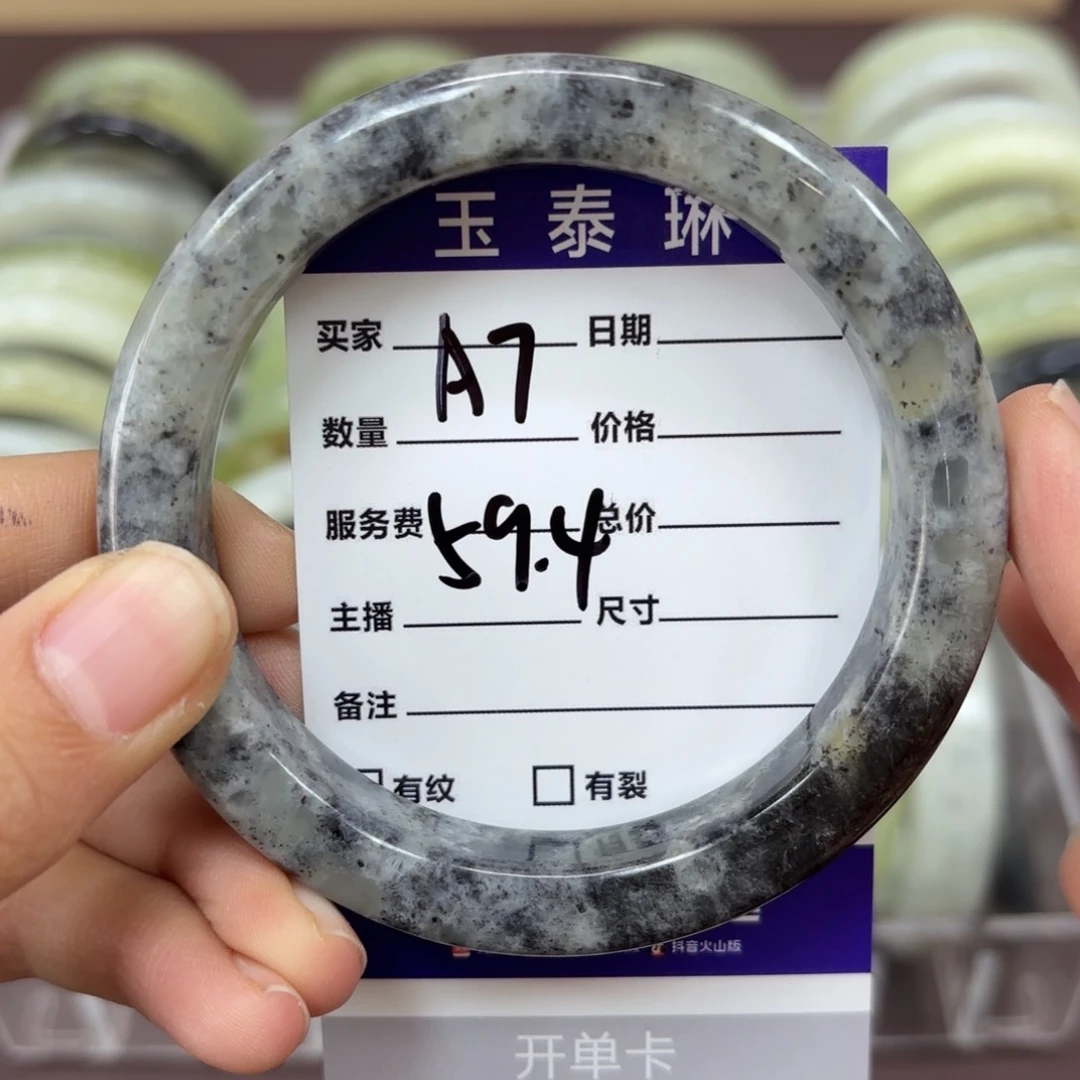 玉泰琳
买家 日期
A7
数量 价格
服务费 总价
59.4
主播 尺寸
备注
有纹 有裂
抖音火山版
开单卡